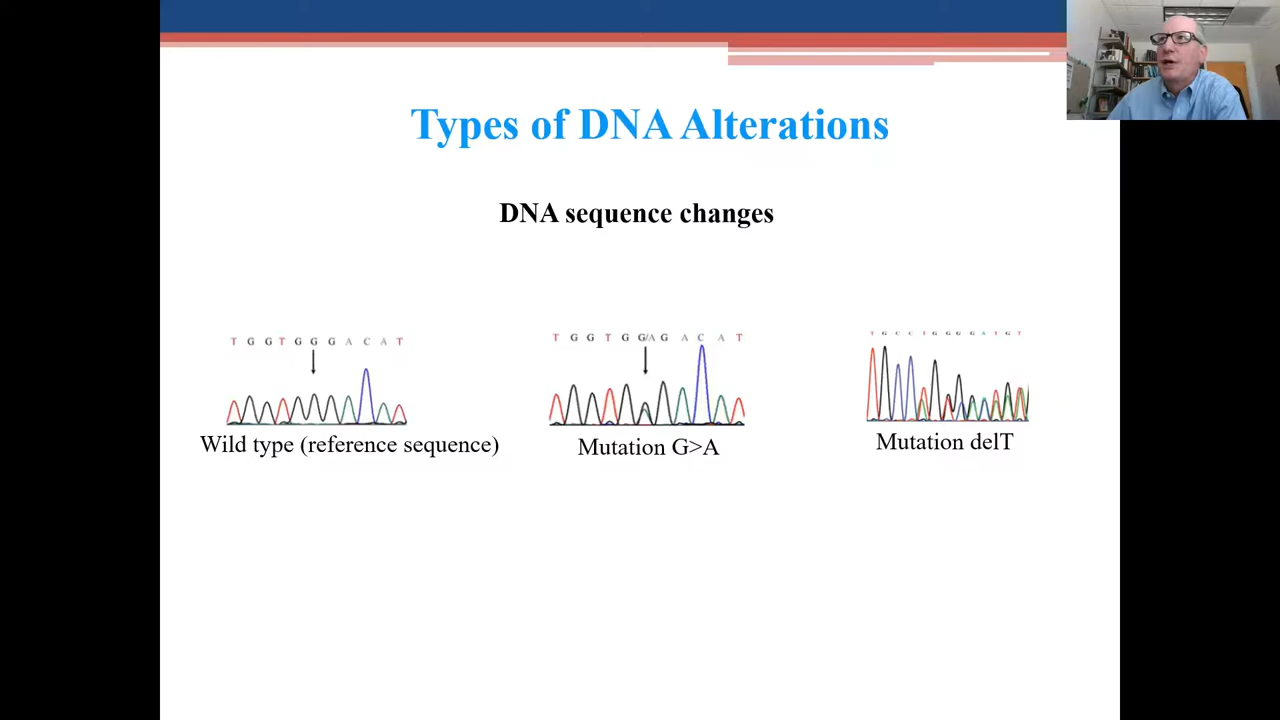 Types of DNA Alterations
DNA sequence changes
T G G T G G G A C A T
T G G T G G/A G A C A T
T G C C T G G G G A T G T
Wild type (reference sequence)
Mutation G>A
Mutation delT